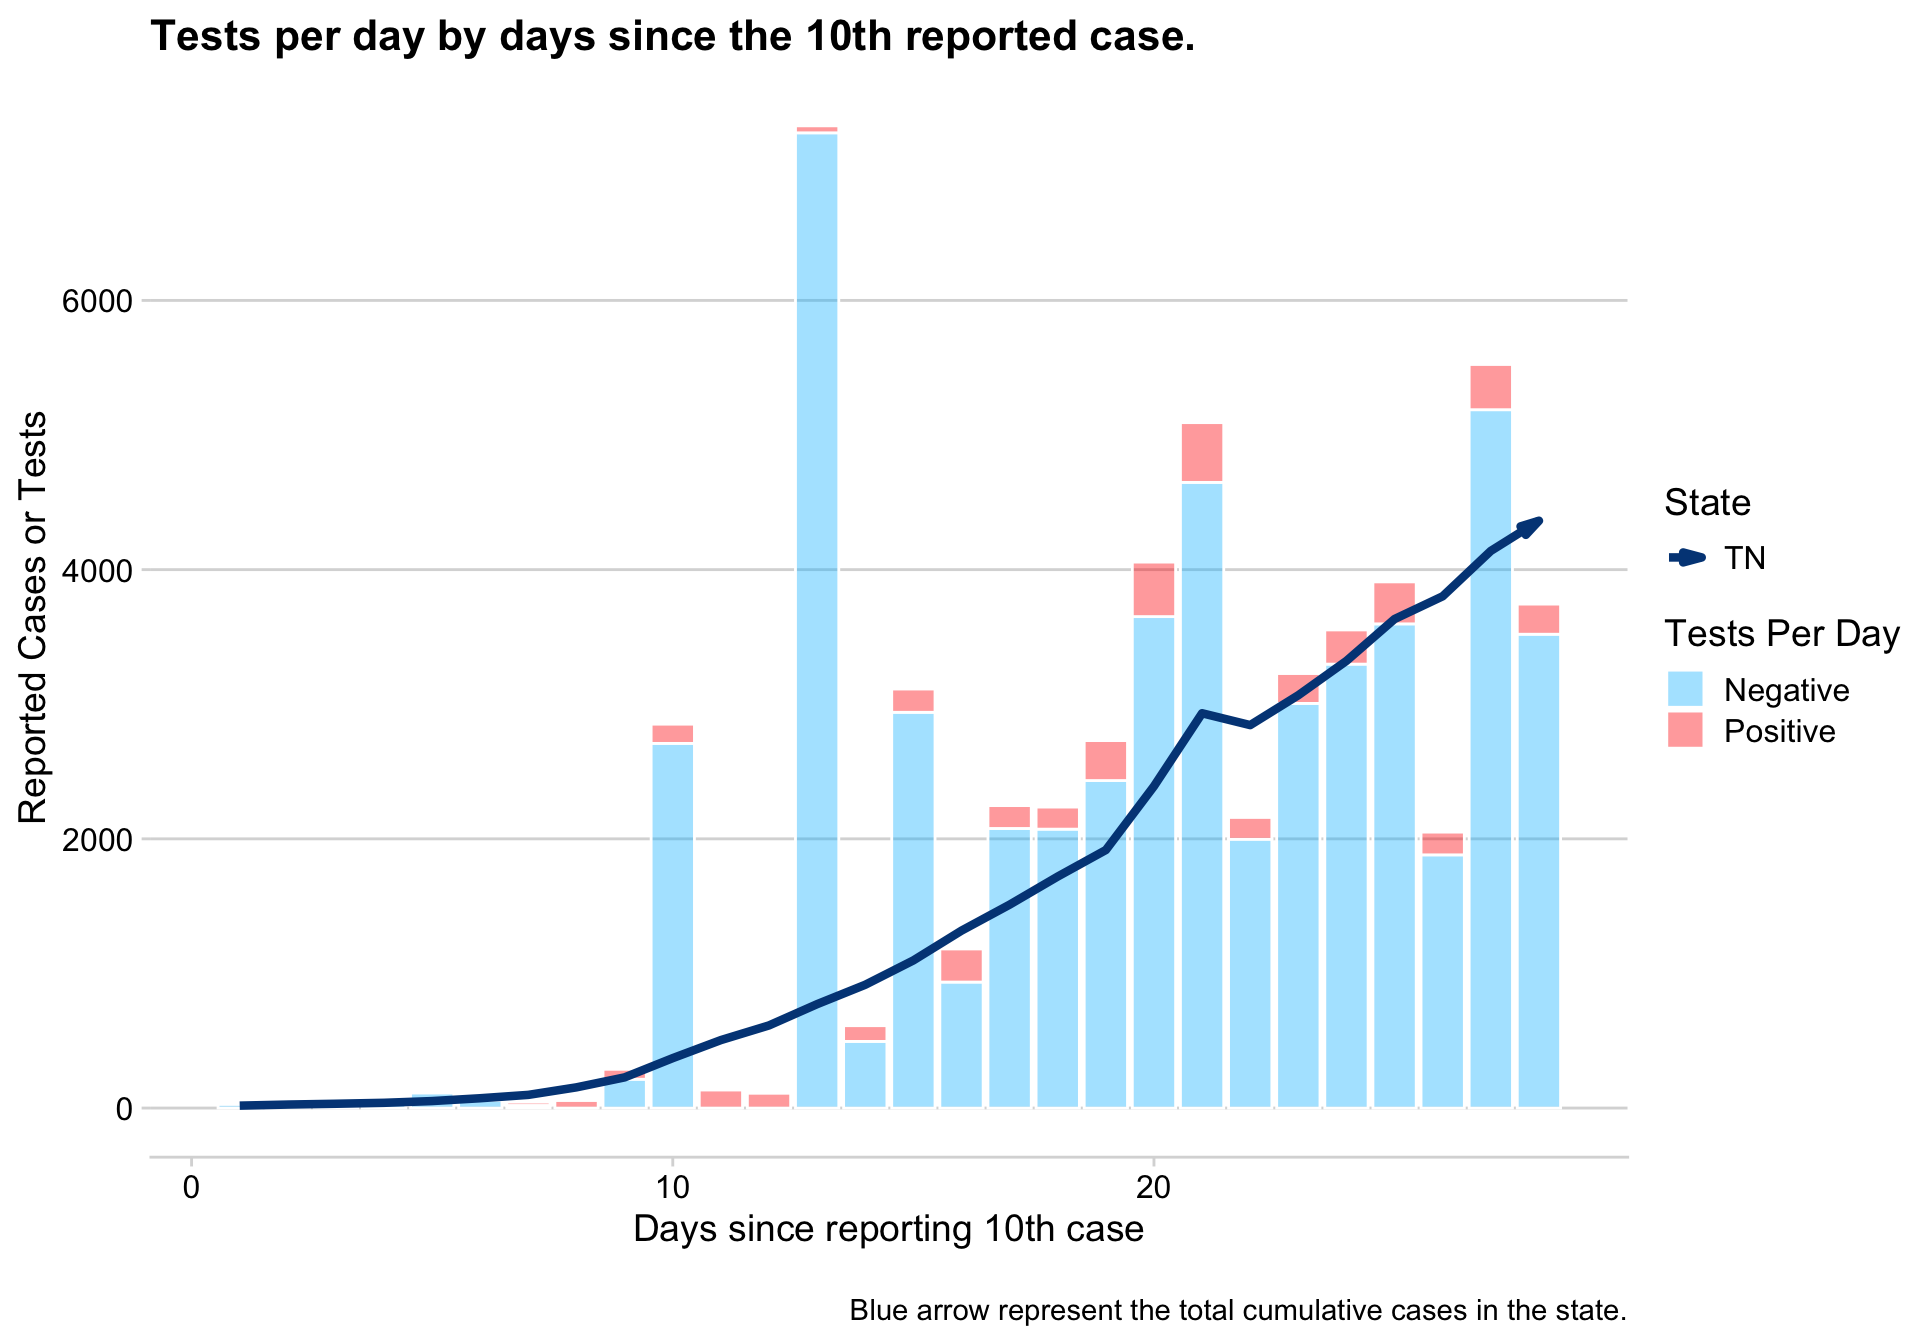 Tests per day by days since the 10th reported case.
Reported Cases or Tests
6000
4000
2000
0
0 10 20
Days since reporting 10th case
State
TN
Tests Per Day
Negative
Positive
Blue arrow represent the total cumulative cases in the state.